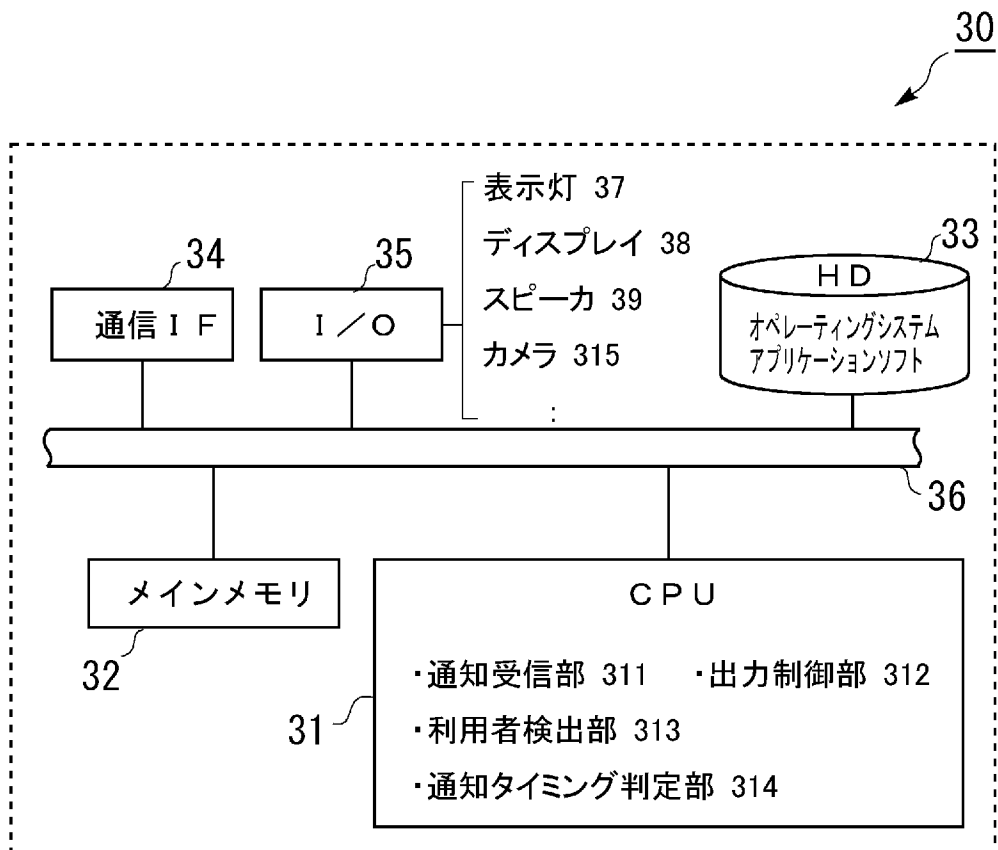 30
表示灯 37
ディスプレイ 38
スピーカ 39
カメラ 315
:
34
通信ＩＦ
35
Ｉ／Ｏ
33
ＨＤ
オペレーティングシステム
アプリケーションソフト
36
メインメモリ
32
ＣＰＵ
・通知受信部 311 ・出力制御部 312
・利用者検出部 313
・通知タイミング判定部 314
31